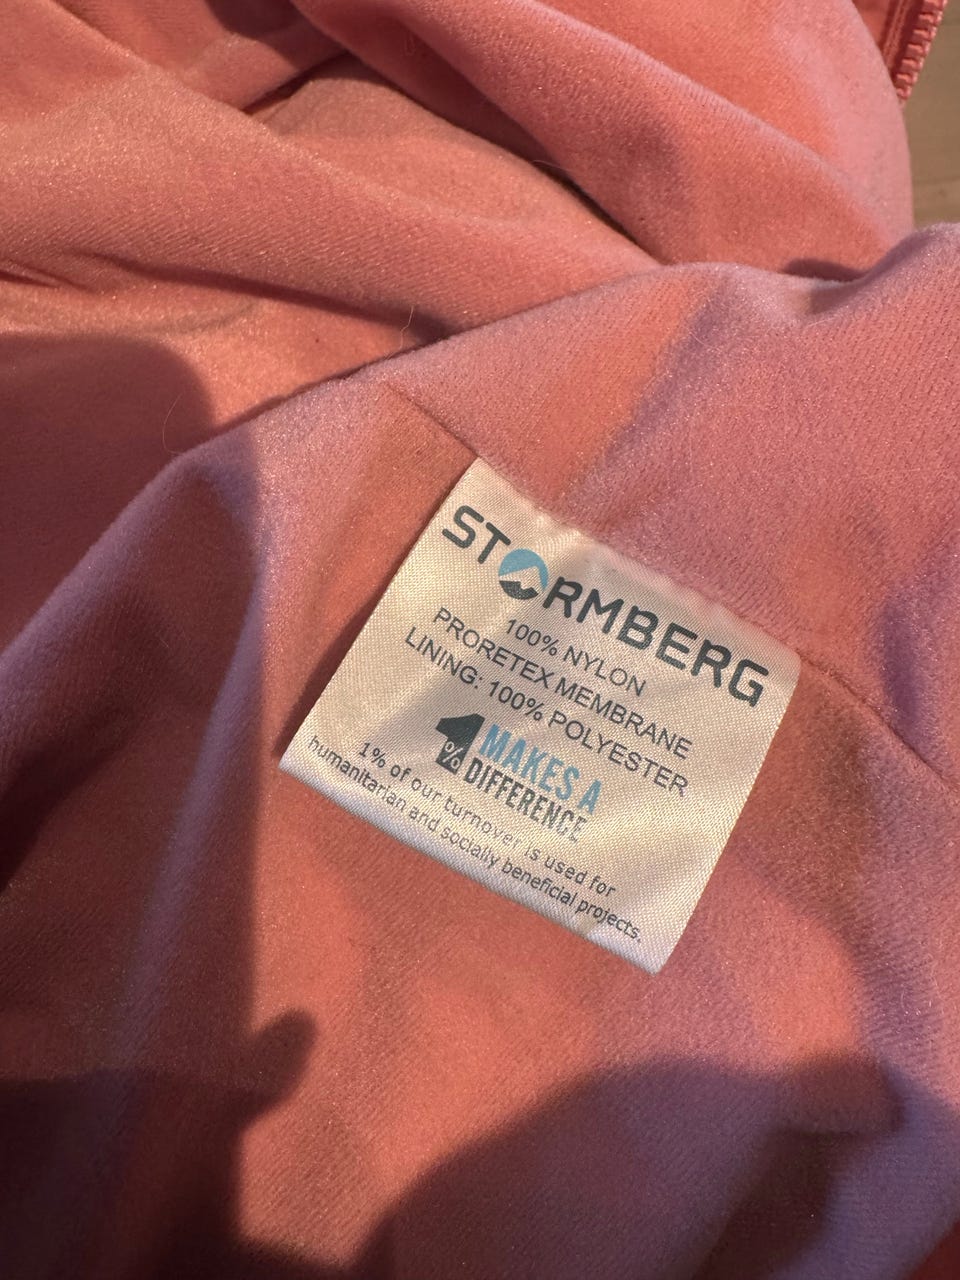 STORMBERG
100% NYLON
PRORETEX MEMBRANE
LINING: 100% POLYESTER
1% MAKES A
DIFFERENCE
1% of our turnover is used for
humanitarian and socially beneficial projects.